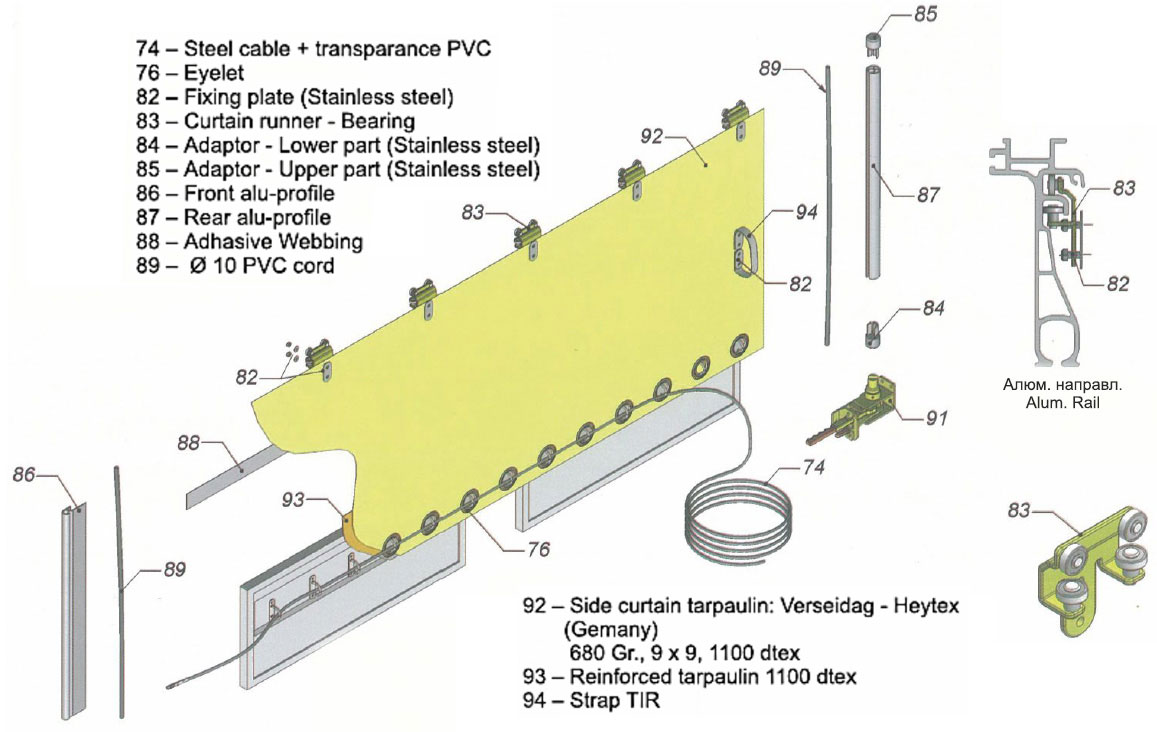 74 – Steel cable + transparance PVC
76 – Eyelet
82 – Fixing plate (Stainless steel)
83 – Curtain runner - Bearing
84 – Adaptor - Lower part (Stainless steel)
85 – Adaptor - Upper part (Stainless steel)
86 – Front alu-profile
87 – Rear alu-profile
88 – Adhasive Webbing
89 – Ø 10 PVC cord
85
89
92
87
83
83
94
82
82
84
82
Алюм. направл.
Alum. Rail
91
88
86
74
93
83
76
89
92 – Side curtain tarpaulin: Verseidag - Heytex
(Gemany)
680 Gr., 9 x 9, 1100 dtex
93 – Reinforced tarpaulin 1100 dtex
94 – Strap TIR